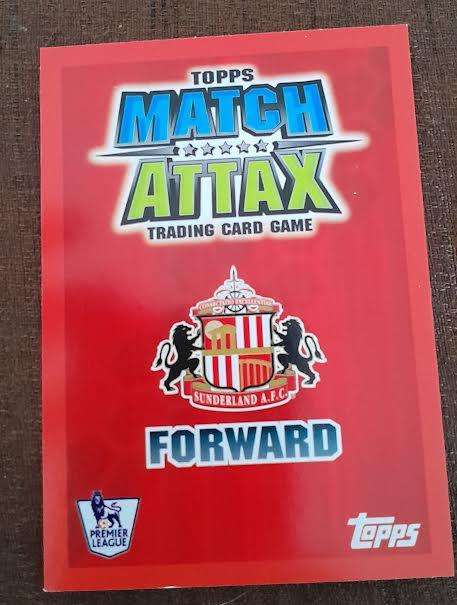 TOPPS
MATCH
ATTAX
TRADING CARD GAME
SUNDERLAND A.F.C.
FORWARD
PREMIER
LEAGUE
topps